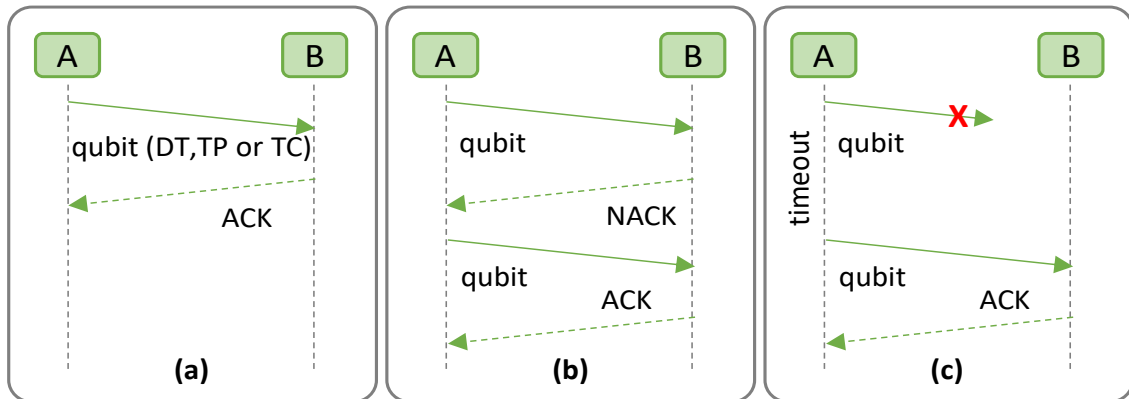 A
B
qubit (DT,TP or TC)
ACK
(a)
A
B
qubit
NACK
qubit
ACK
(b)
A
B
X
qubit
timeout
qubit
ACK
(c)